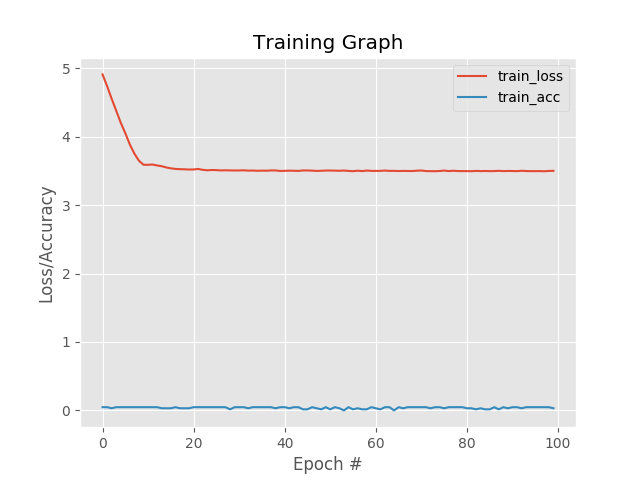 Training Graph
train_loss
train_acc
5
4
3
2
1
0
Loss/Accuracy
0 20 40 60 80 100
Epoch #